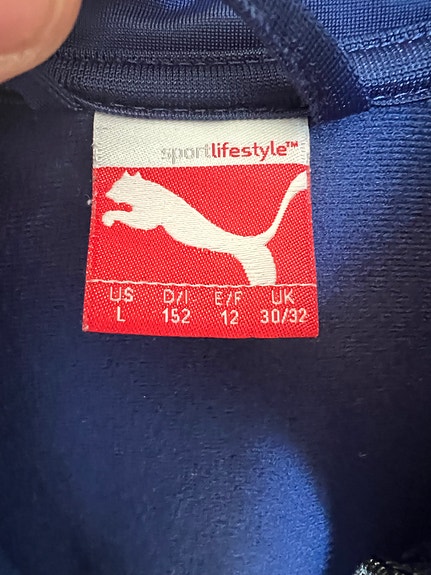 sportlifestyle™
US D/I E/F UK
L 152 12 30/32